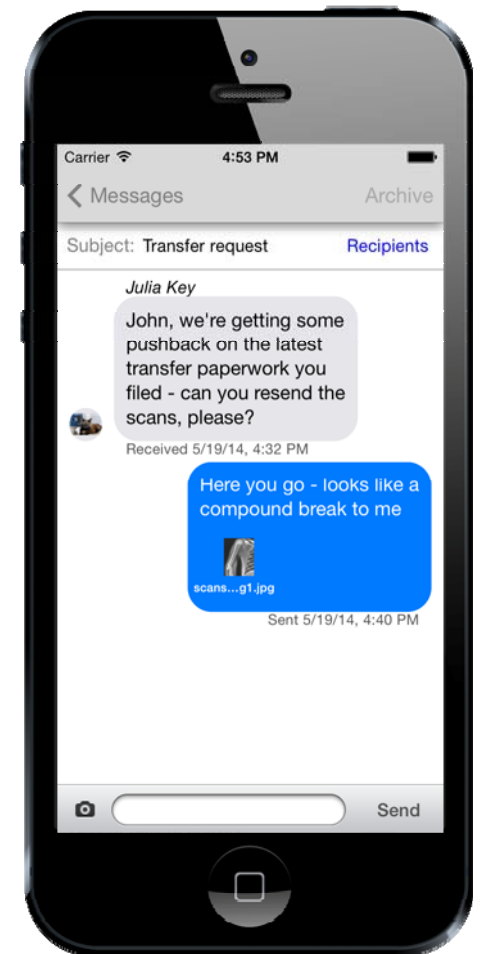 Carrier 4:53 PM
Messages Archive
Subject: Transfer request Recipients
Julia Key
John, we're getting some
pushback on the latest
transfer paperwork you
filed - can you resend the
scans, please?
Received 5/19/14, 4:32 PM
Here you go - looks like a
compound break to me
scans...g1.jpg
Sent 5/19/14, 4:40 PM
Send